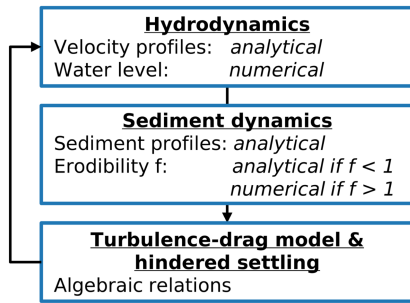 Hydrodynamics
Velocity profiles: analytical
Water level: numerical
Sediment dynamics
Sediment profiles: analytical
Erodibility f: analytical if f < 1
numerical if f > 1
Turbulence-drag model &
hindered settling
Algebraic relations